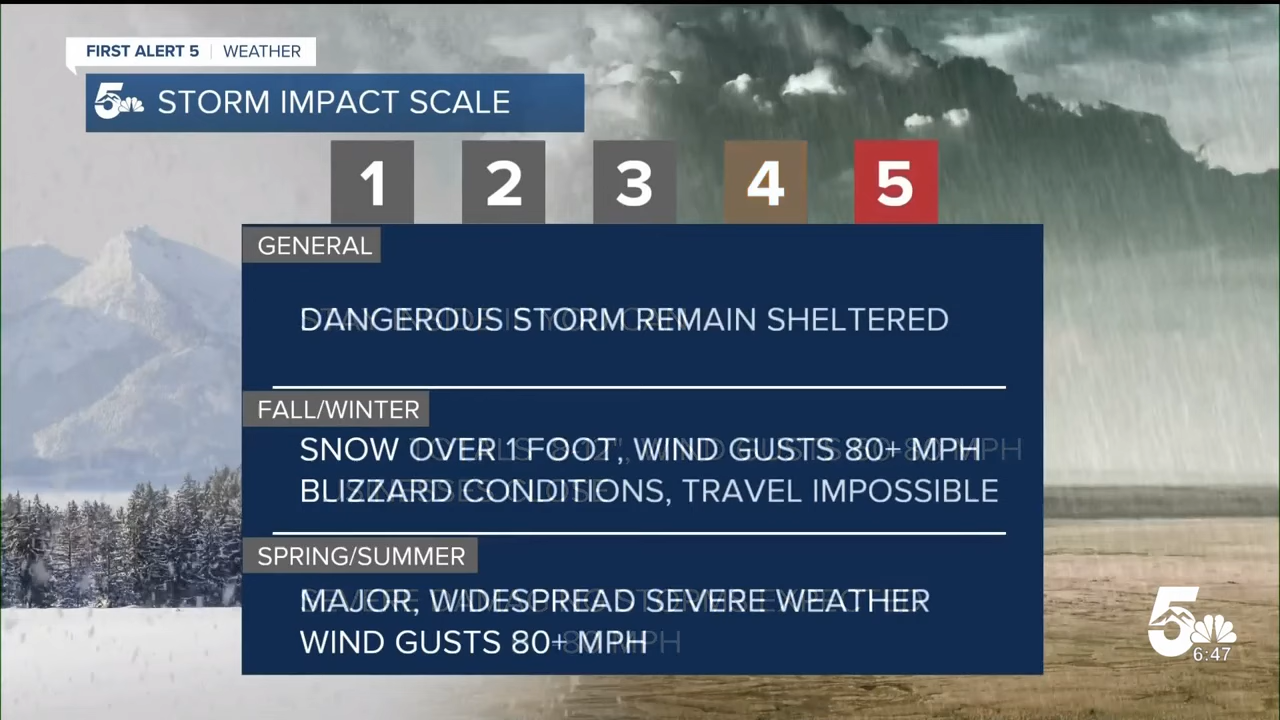 FIRST ALERT 5 | WEATHER
5 STORM IMPACT SCALE
1 2 3 4 5
GENERAL
DANGEROUS STORM REMAIN SHELTERED
FALL/WINTER
SNOW OVER 1 FOOT, WIND GUSTS 80+ MPH
BLIZZARD CONDITIONS, TRAVEL IMPOSSIBLE
SPRING/SUMMER
MAJOR, WIDESPREAD SEVERE WEATHER
WIND GUSTS 80+ MPH
5
6:47